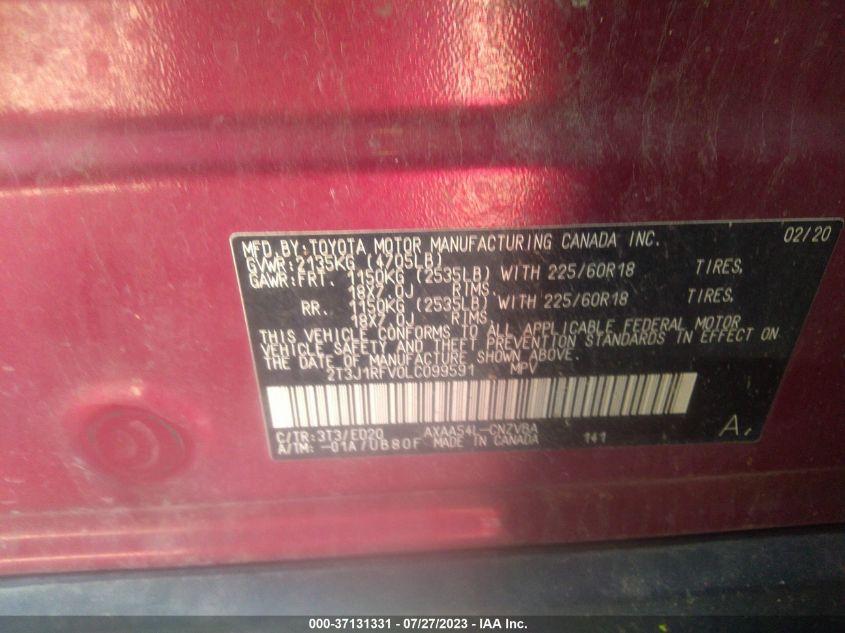 MFD.BY:TOYOTA MOTOR MANUFACTURING CANADA INC. 02/20
GVWR:2135KG (4705LB)
GAWR:FRT. 1150KG (2535LB) WITH 225/60R18 TIRES,
18X7.0J RIMS,
RR. 1150KG (2535LB) WITH 225/60R18 TIRES,
18X7.0J RIMS
THIS VEHICLE CONFORMS TO ALL APPLICABLE FEDERAL MOTOR
VEHICLE SAFETY AND THEFT PREVENTION STANDARDS IN EFFECT ON
THE DATE OF MANUFACTURE SHOWN ABOVE.
2T3J1RFV0LC099591 MPV
C/TR:3T3/ED20 AXAA54L-CNZVBA 141 A.
A/TM: -01A/UB80F MADE IN CANADA
000-37131331 - 07/27/2023 - IAA Inc.